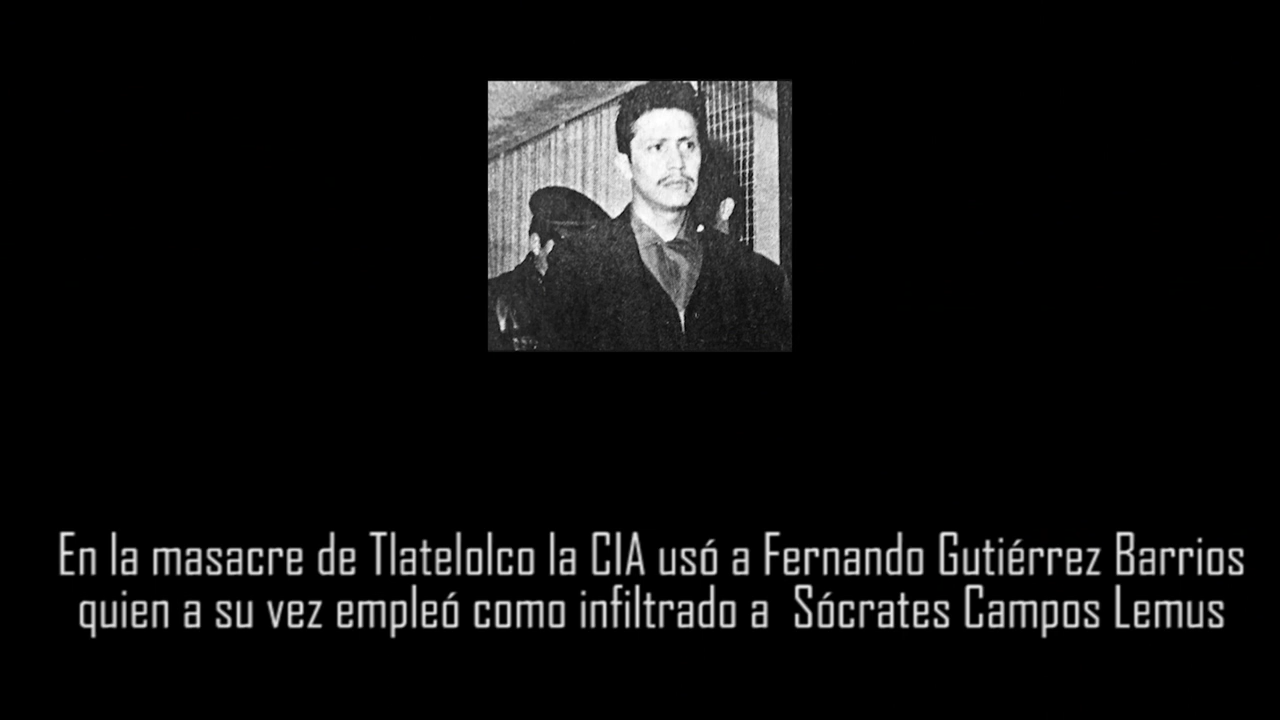 En la masacre de Tlatelolco la CIA usó a Fernando Gutiérrez Barrios
quien a su vez empleó como infiltrado a  Sócrates Campos Lemus